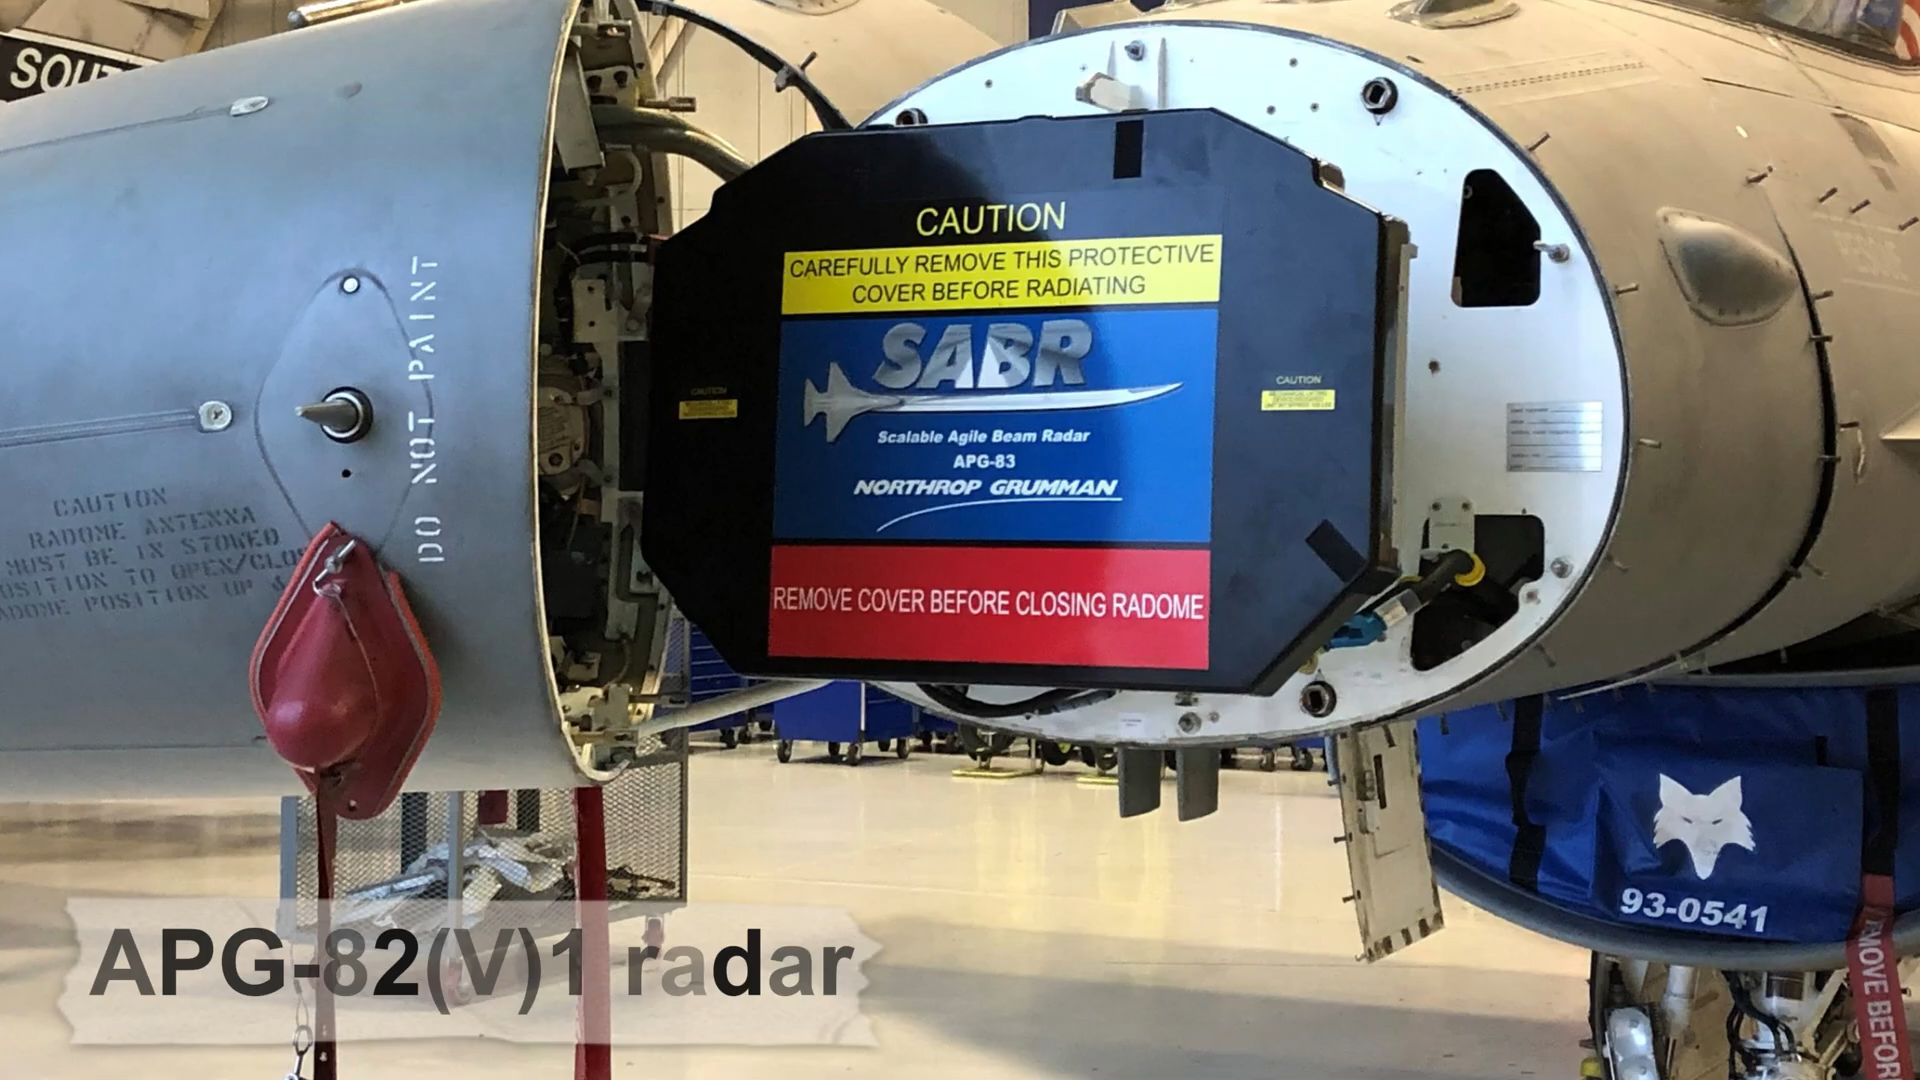 SOUT
DO NOT PAINT
CAUTION
RADOME ANTENNA
MUST BE IN STOWED
POSITION TO OPEN/CLOS
RADOME POSITION UP
CAUTION
CAREFULLY REMOVE THIS PROTECTIVE
COVER BEFORE RADIATING
SABR
Scalable Agile Beam Radar
APG-83
NORTHROP GRUMMAN
REMOVE COVER BEFORE CLOSING RADOME
CAUTION
CAUTION
93-0541
REMOVE BEFOR
APG-82(V)1 radar